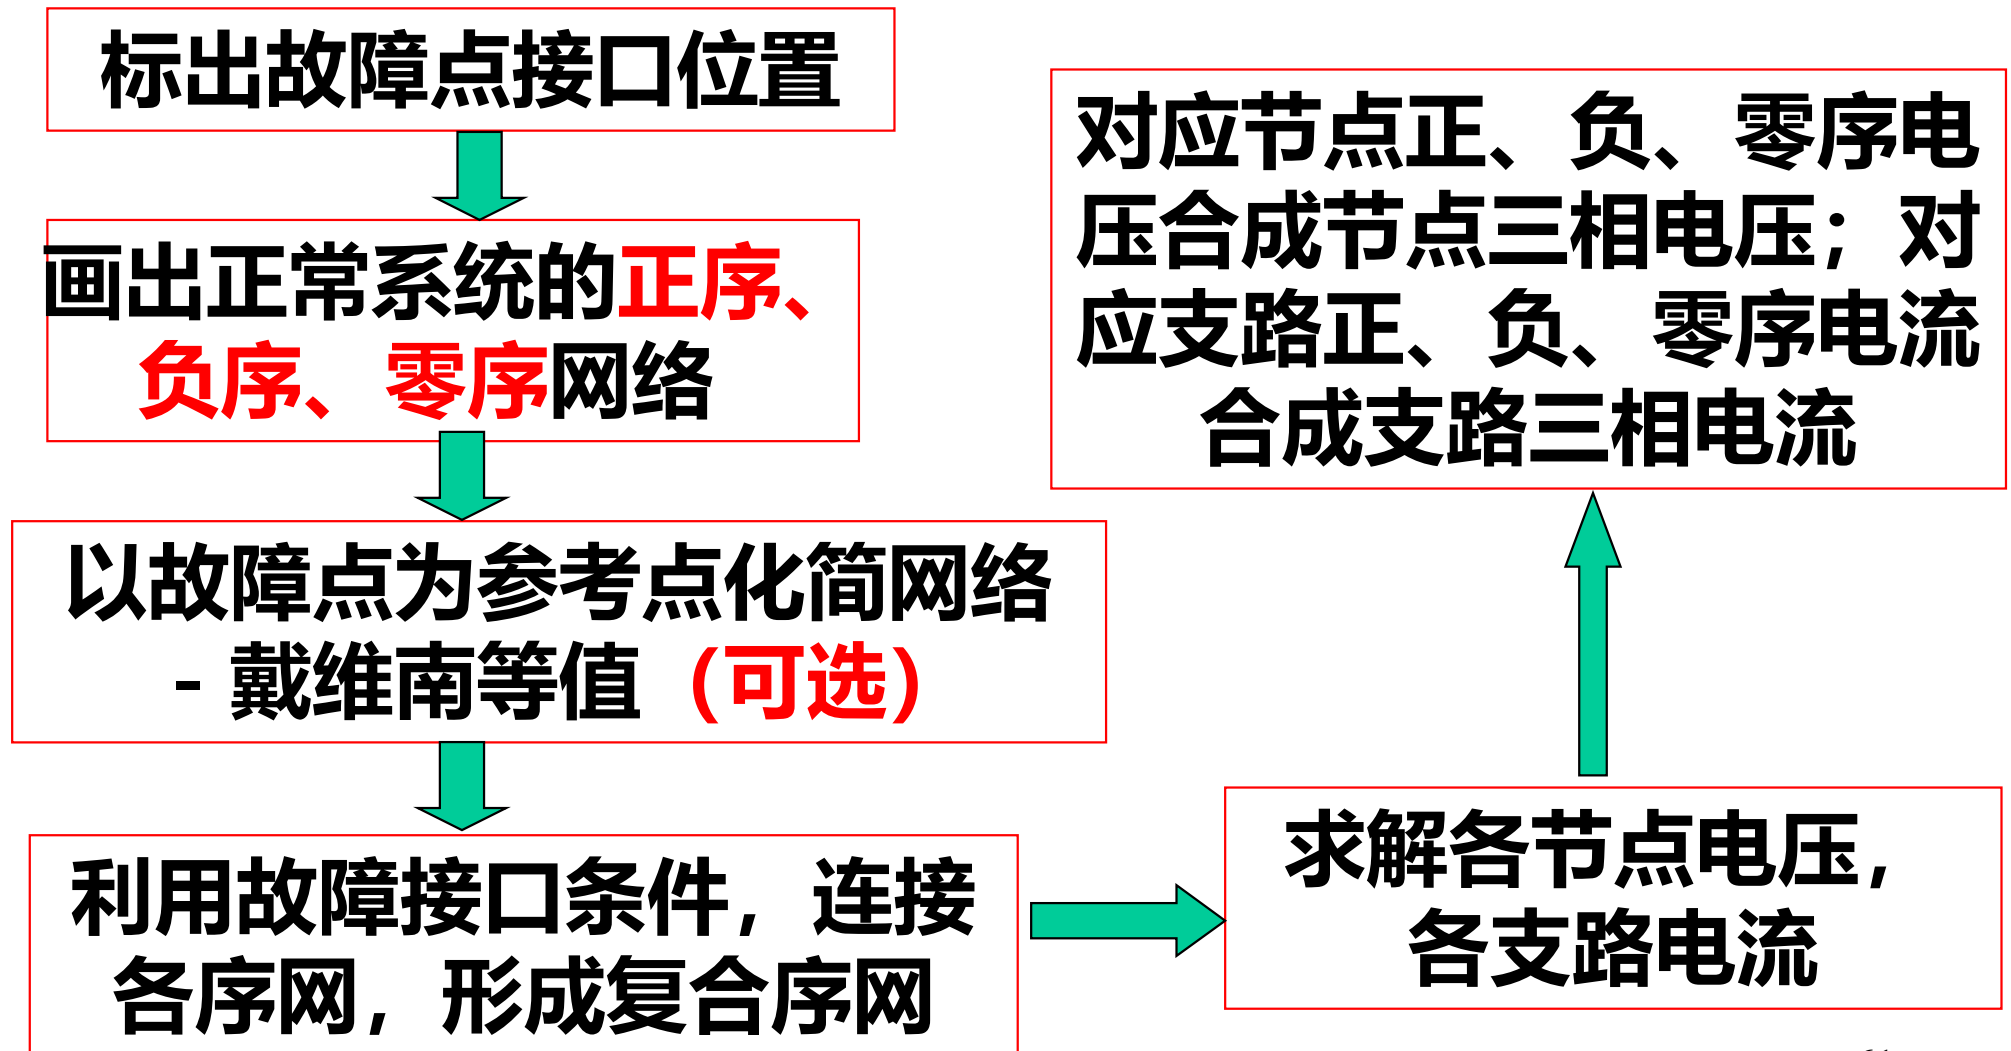 标出故障点接口位置
画出正常系统的正序、
负序、零序网络
以故障点为参考点化简网络
- 戴维南等值（可选）
利用故障接口条件，连接
各序网，形成复合序网
求解各节点电压，
各支路电流
对应节点正、负、零序电
压合成节点三相电压；对
应支路正、负、零序电流
合成支路三相电流